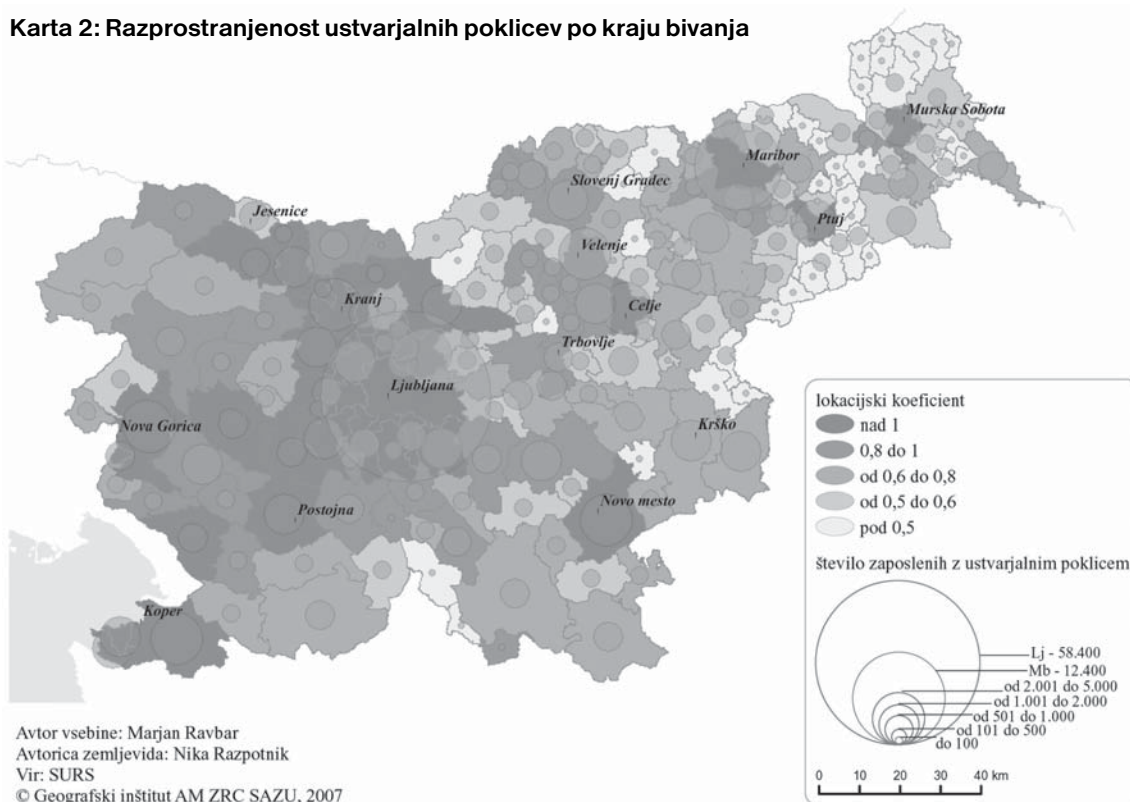 Karta 2: Razprostranjenost ustvarjalnih poklicev po kraju bivanja
Murska Sobota
Maribor
Slovenj Gradec
Jesenice
Ptuj
Velenje
Kranj
Celje
Trbovlje
Ljubljana
Nova Gorica
Krško
Postojna
Novo mesto
Koper
lokacijski koeficient
nad 1
0,8 do 1
od 0,6 do 0,8
od 0,5 do 0,6
pod 0,5
število zaposlenih z ustvarjalnim poklicem
Lj - 58.400
Mb - 12.400
od 2.001 do 5.000
od 1.001 do 2.000
od 501 do 1.000
od 101 do 500
do 100
0 10 20 30 40 km
Avtor vsebine: Marjan Ravbar
Avtorica zemljevida: Nika Razpotnik
Vir: SURS
© Geografski inštitut AM ZRC SAZU, 2007